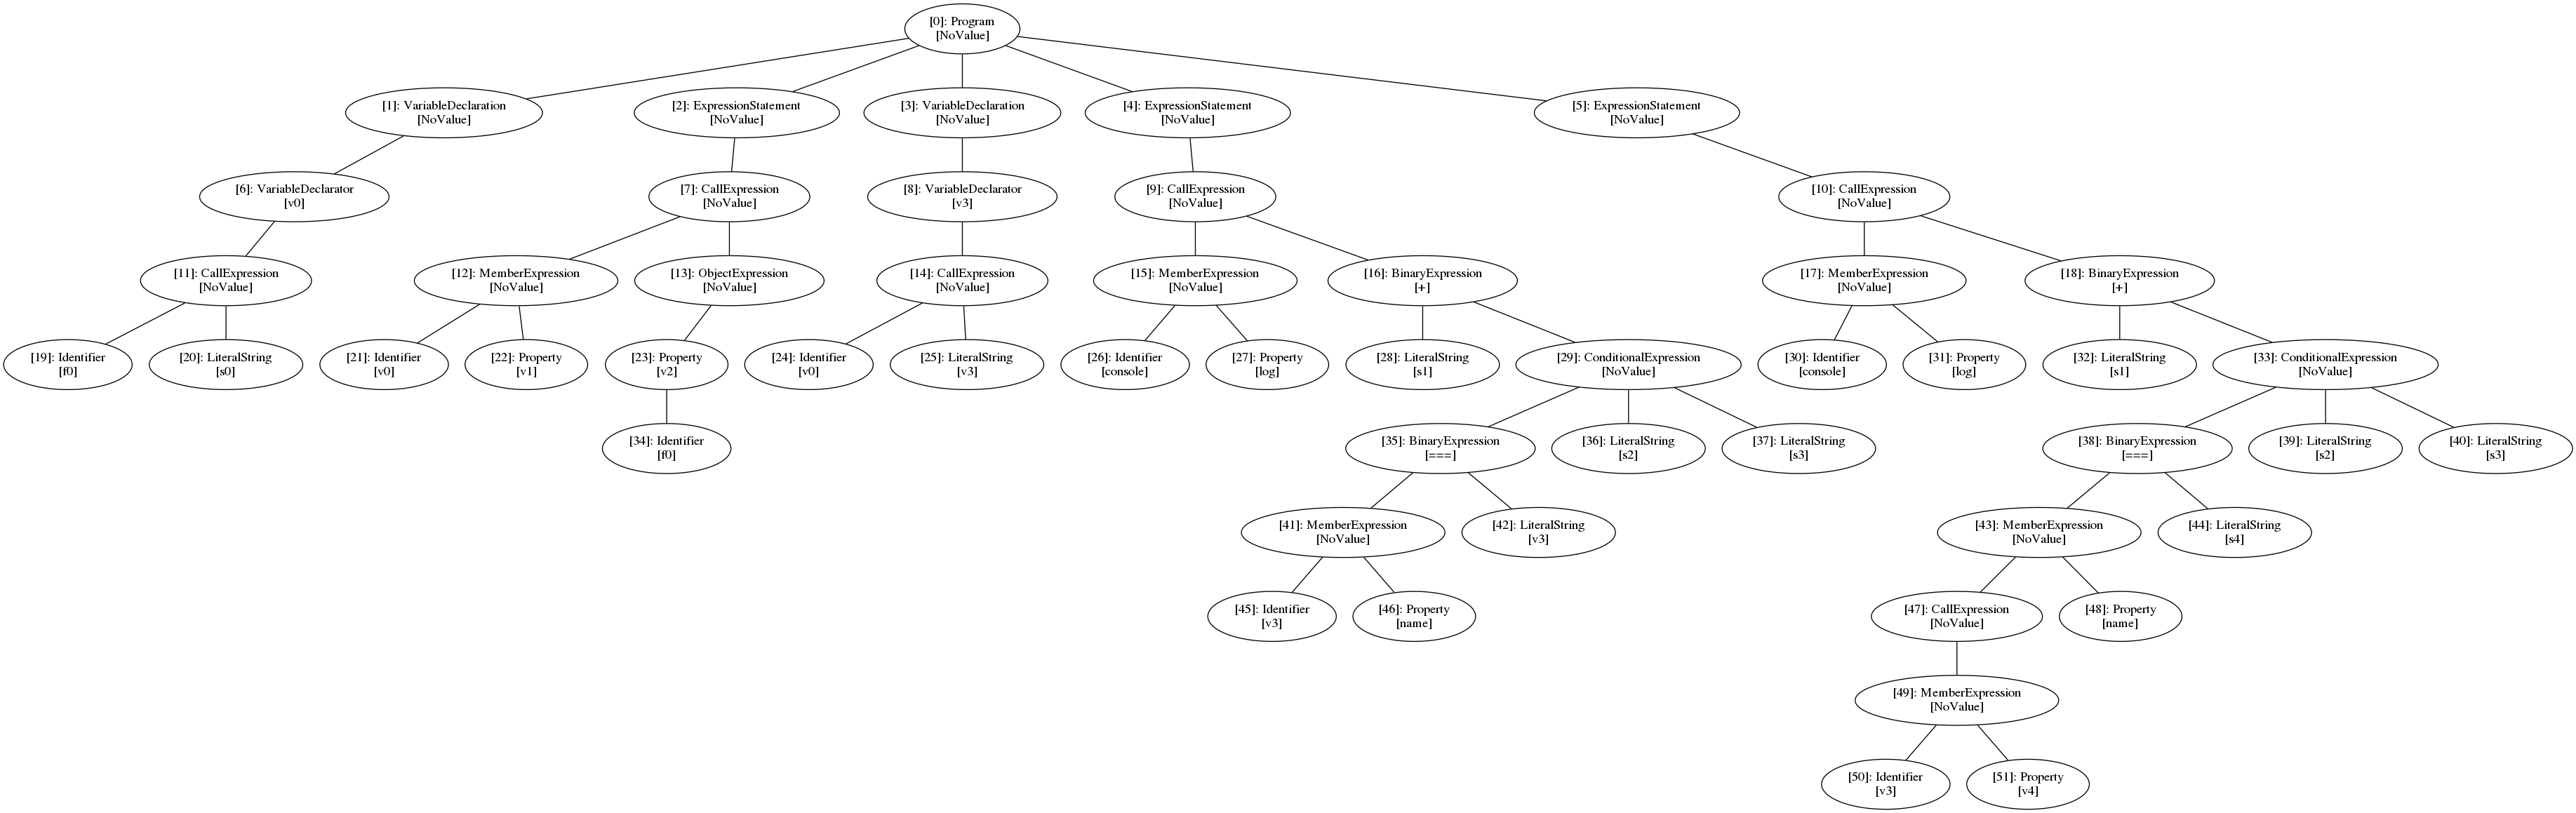 [0]: Program
[NoValue]
[1]: VariableDeclaration
[NoValue]
[2]: ExpressionStatement
[NoValue]
[3]: VariableDeclaration
[NoValue]
[4]: ExpressionStatement
[NoValue]
[5]: ExpressionStatement
[NoValue]
[6]: VariableDeclarator
[v0]
[7]: CallExpression
[NoValue]
[8]: VariableDeclarator
[v3]
[9]: CallExpression
[NoValue]
[10]: CallExpression
[NoValue]
[11]: CallExpression
[NoValue]
[12]: MemberExpression
[NoValue]
[13]: ObjectExpression
[NoValue]
[14]: CallExpression
[NoValue]
[15]: MemberExpression
[NoValue]
[16]: BinaryExpression
[+]
[17]: MemberExpression
[NoValue]
[18]: BinaryExpression
[+]
[19]: Identifier
[f0]
[20]: LiteralString
[s0]
[21]: Identifier
[v0]
[22]: Property
[v1]
[23]: Property
[v2]
[24]: Identifier
[v0]
[25]: LiteralString
[v3]
[26]: Identifier
[console]
[27]: Property
[log]
[28]: LiteralString
[s1]
[29]: ConditionalExpression
[NoValue]
[30]: Identifier
[console]
[31]: Property
[log]
[32]: LiteralString
[s1]
[33]: ConditionalExpression
[NoValue]
[34]: Identifier
[f0]
[35]: BinaryExpression
[===]
[36]: LiteralString
[s2]
[37]: LiteralString
[s3]
[38]: BinaryExpression
[===]
[39]: LiteralString
[s2]
[40]: LiteralString
[s3]
[41]: MemberExpression
[NoValue]
[42]: LiteralString
[v3]
[43]: MemberExpression
[NoValue]
[44]: LiteralString
[s4]
[45]: Identifier
[v3]
[46]: Property
[name]
[47]: CallExpression
[NoValue]
[48]: Property
[name]
[49]: MemberExpression
[NoValue]
[50]: Identifier
[v3]
[51]: Property
[v4]